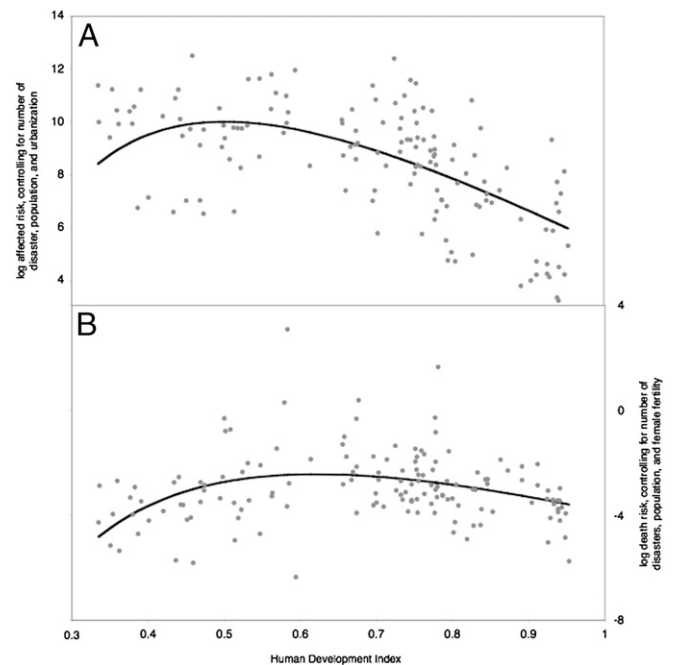 A
14
12
10
8
6
4
log affected risk, controlling for number of
disaster, population, and urbanization
B
4
0
-4
-8
log death risk, controlling for number of
disasters, population, and female fertility
0.3 0.4 0.5 0.6 0.7 0.8 0.9 1
Human Development Index